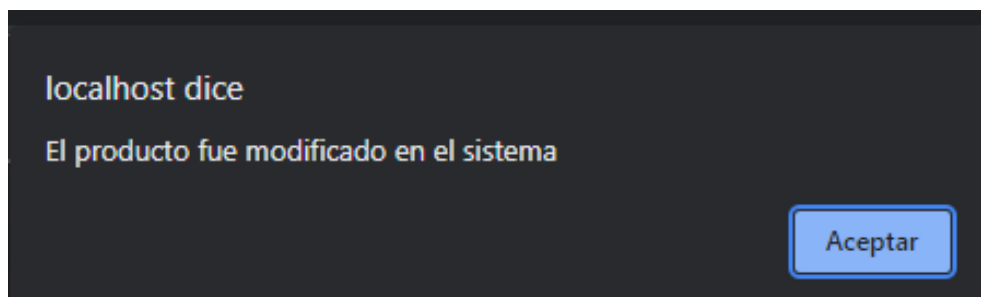 localhost dice
El producto fue modificado en el sistema
Aceptar